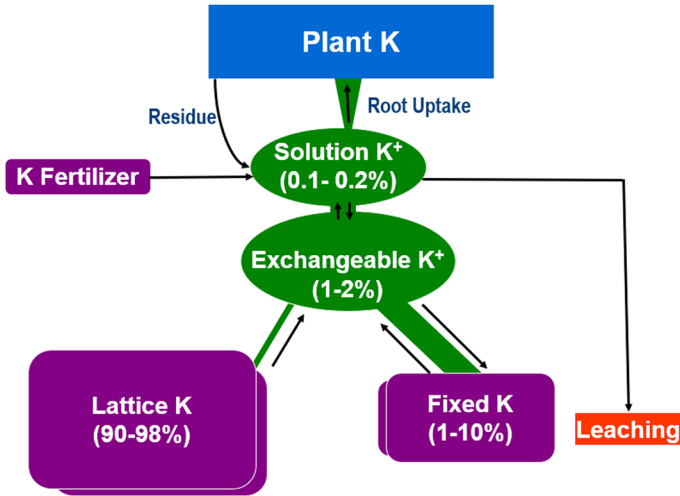 Plant K
Residue
Root Uptake
K Fertilizer
Solution K⁺
(0.1- 0.2%)
Exchangeable K⁺
(1-2%)
Lattice K
(90-98%)
Fixed K
(1-10%)
Leaching